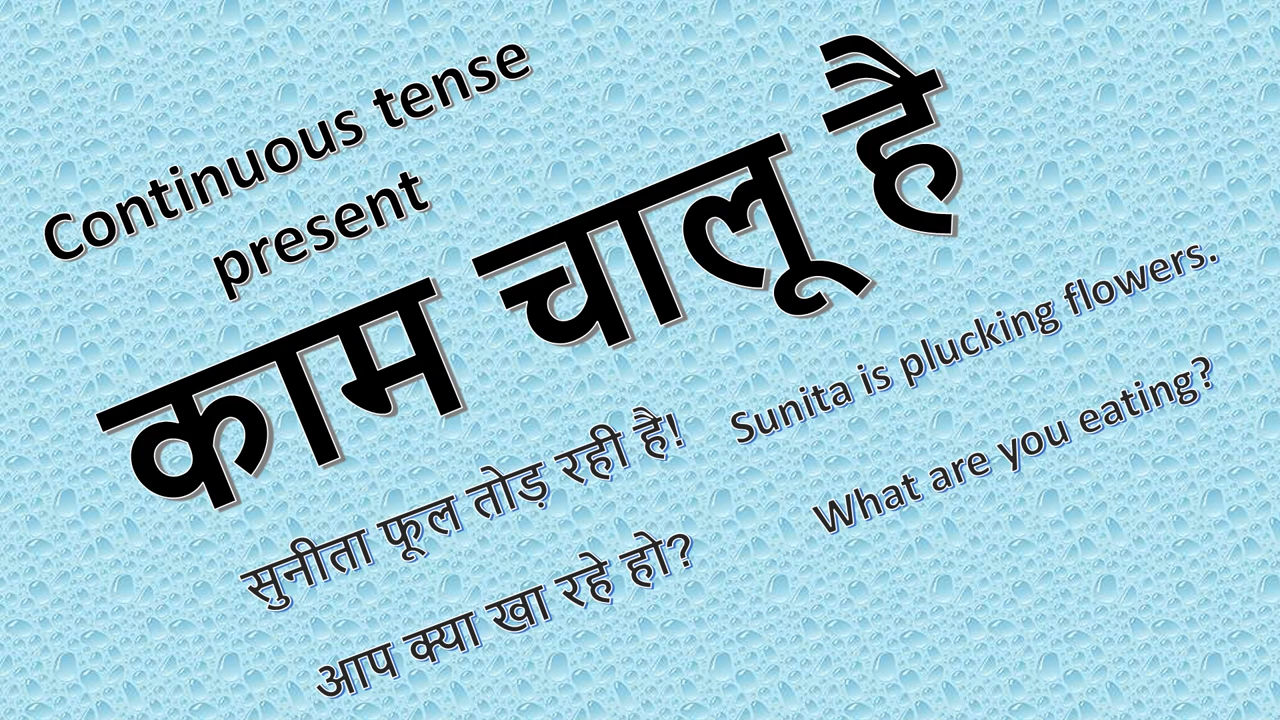 Continuous tense
present
काम चालू है
सुनीता फूल तोड़ रही है!
Sunita is plucking flowers.
आप क्या खा रहे हो?
What are you eating?